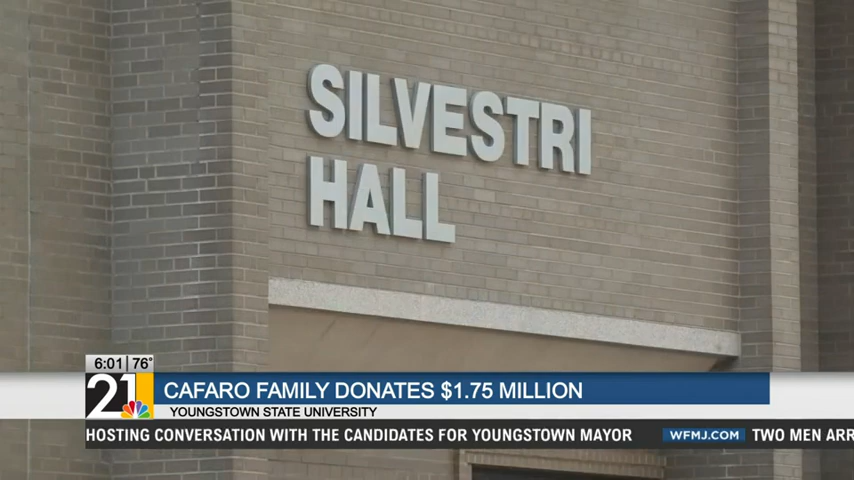 SILVESTRI
HALL
6:01 76°
21
CAFARO FAMILY DONATES $1.75 MILLION
YOUNGSTOWN STATE UNIVERSITY
HOSTING CONVERSATION WITH THE CANDIDATES FOR YOUNGSTOWN MAYOR WFMJ.COM TWO MEN ARR